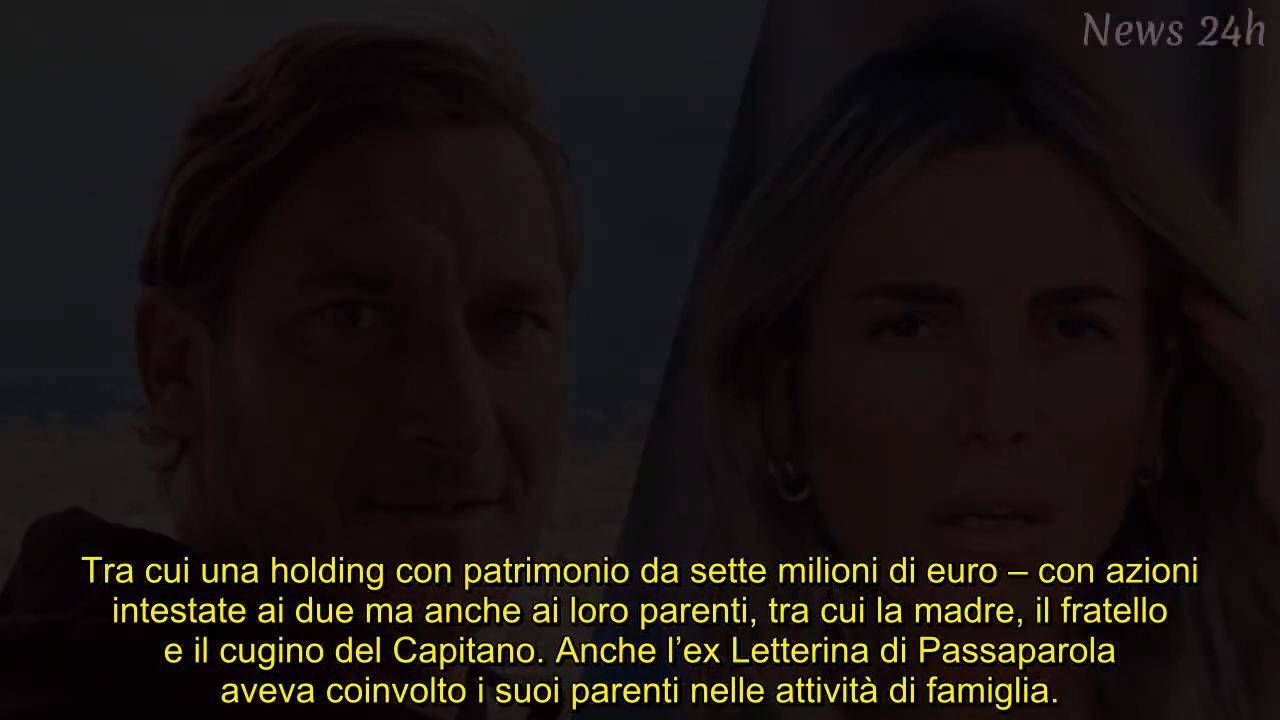 News 24h
Tra cui una holding con patrimonio da sette milioni di euro – con azioni
intestate ai due ma anche ai loro parenti, tra cui la madre, il fratello
e il cugino del Capitano. Anche l’ex Letterina di Passaparola
aveva coinvolto i suoi parenti nelle attività di famiglia.